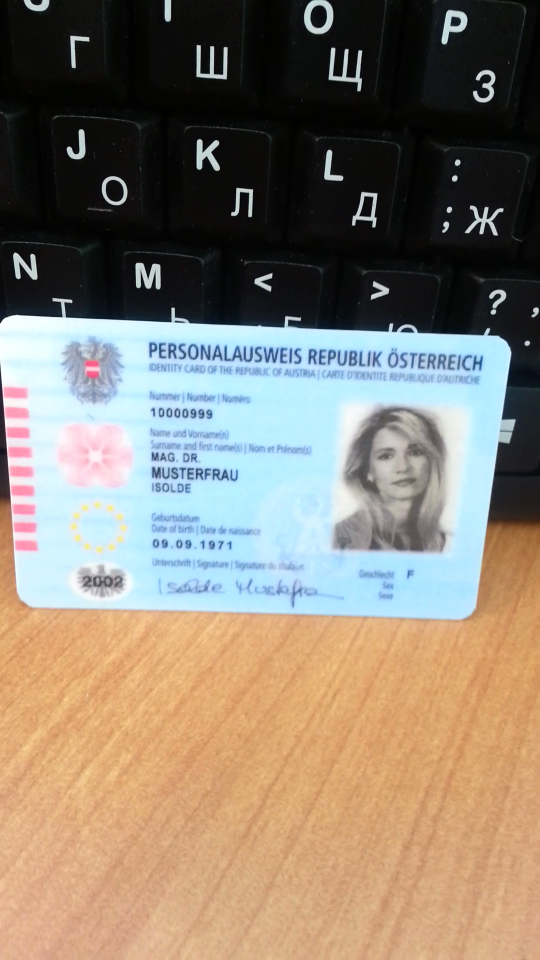 Г
Ш
O
Щ
P
З
J
О
K
Л
L
Д
:
; Ж
N
M
<
>
?
PERSONALAUSWEIS REPUBLIK ÖSTERREICH
IDENTITY CARD OF THE REPUBLIC OF AUSTRIA | CARTE D'IDENTITE REPUBLIQUE D'AUTRICHE
Nummer | Number | Numéro
10000999
Name und Vorname(n)
Surname and first name(s) | Nom et Prénom(s)
MAG. DR.
MUSTERFRAU
ISOLDE
Geburtsdatum
Date of birth | Date de naissance
09.09.1971
Unterschrift | Signature | Signature du titulaire
2002
Isolde Musterfra
Geschlecht F
Sex
Sexe